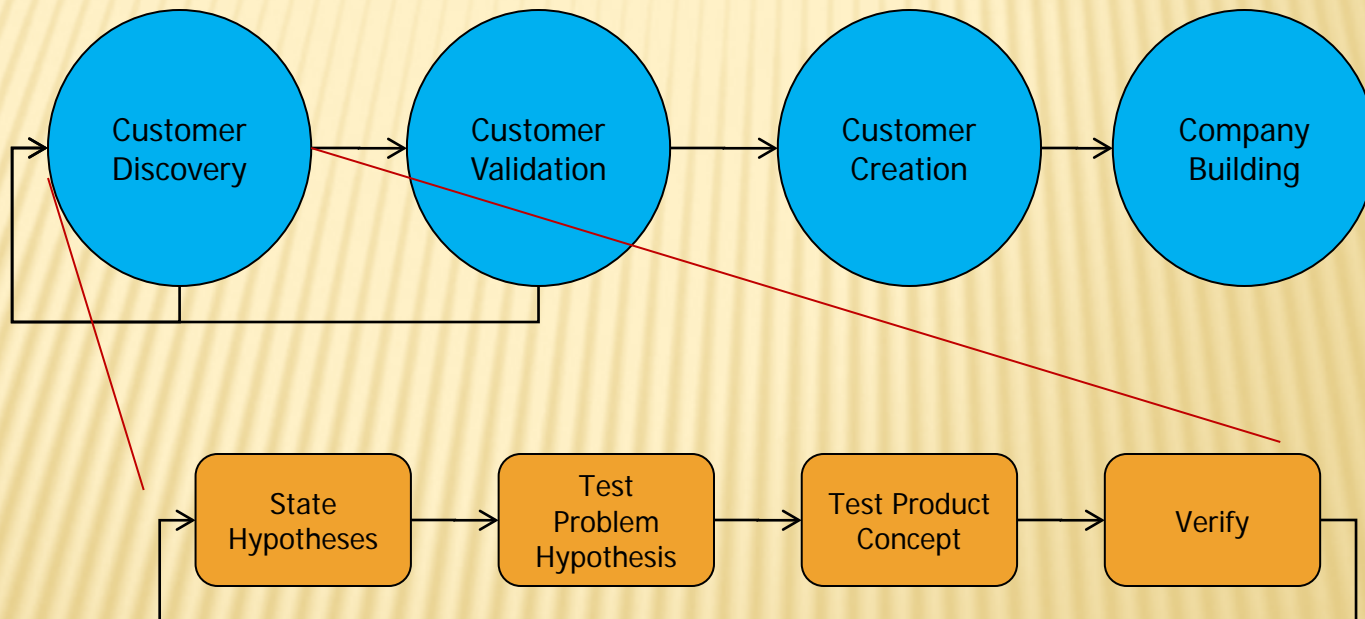 Customer
Discovery
Customer
Validation
Customer
Creation
Company
Building
State
Hypotheses
Test
Problem
Hypothesis
Test Product
Concept
Verify